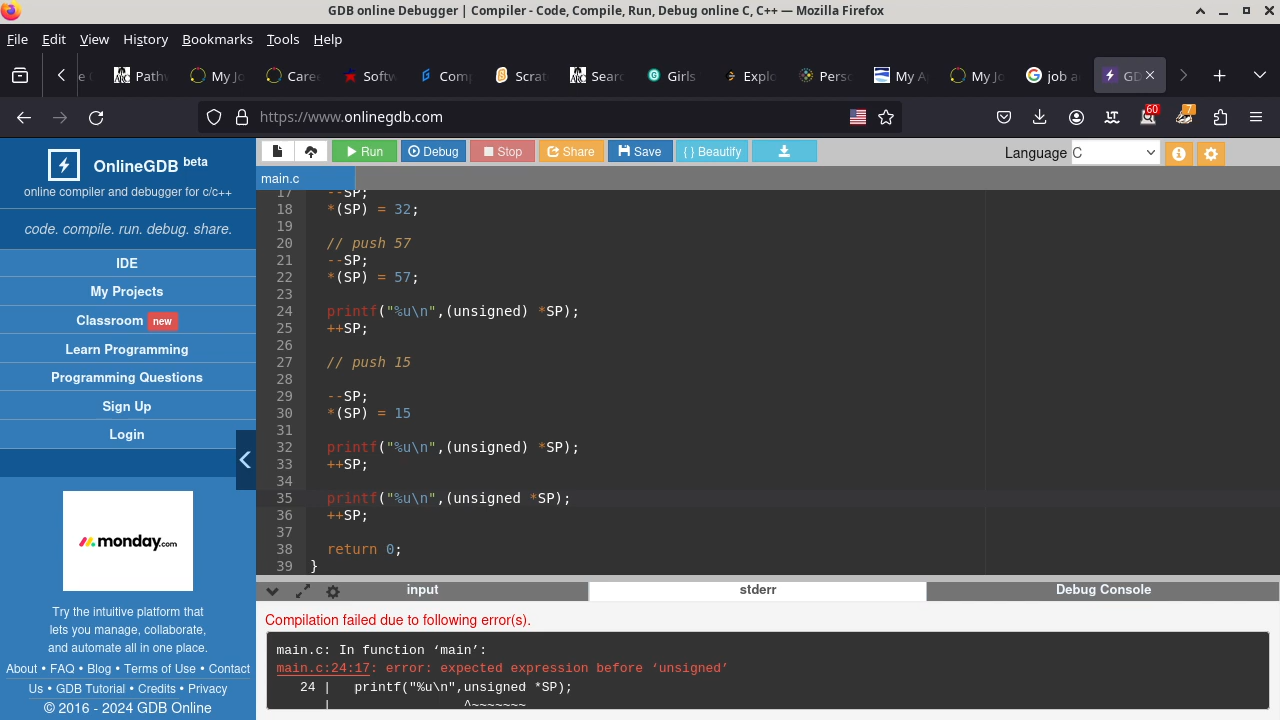 GDB online Debugger | Compiler - Code, Compile, Run, Debug online C, C++ — Mozilla Firefox
File Edit View History Bookmarks Tools Help
Path My Jo Caree Softw Com Scrat Sear Girls Explo Perso My A My Jo job a GD
https://www.onlinegdb.com 60 7
OnlineGDB beta
online compiler and debugger for c/c++
code. compile. run. debug. share.
IDE
My Projects
Classroom new
Learn Programming
Programming Questions
Sign Up
Login
monday.com
Try the intuitive platform that
lets you manage, collaborate,
and automate all in one place.
About • FAQ • Blog • Terms of Use • Contact
Us • GDB Tutorial • Credits • Privacy
© 2016 - 2024 GDB Online
Run Debug Stop Share Save { } Beautify Language C
main.c
17 --SP;
18 *(SP) = 32;
19
20 // push 57
21 --SP;
22 *(SP) = 57;
23
24 printf("%u\n",(unsigned) *SP);
25 ++SP;
26
27 // push 15
28
29 --SP;
30 *(SP) = 15
31
32 printf("%u\n",(unsigned) *SP);
33 ++SP;
34
35 printf("%u\n",(unsigned *SP);
36 ++SP;
37
38 return 0;
39 }
input stderr Debug Console
Compilation failed due to following error(s).
main.c: In function ‘main’:
main.c:24:17: error: expected expression before ‘unsigned’
24 | printf("%u\n",unsigned *SP);
| ^~~~~~~~